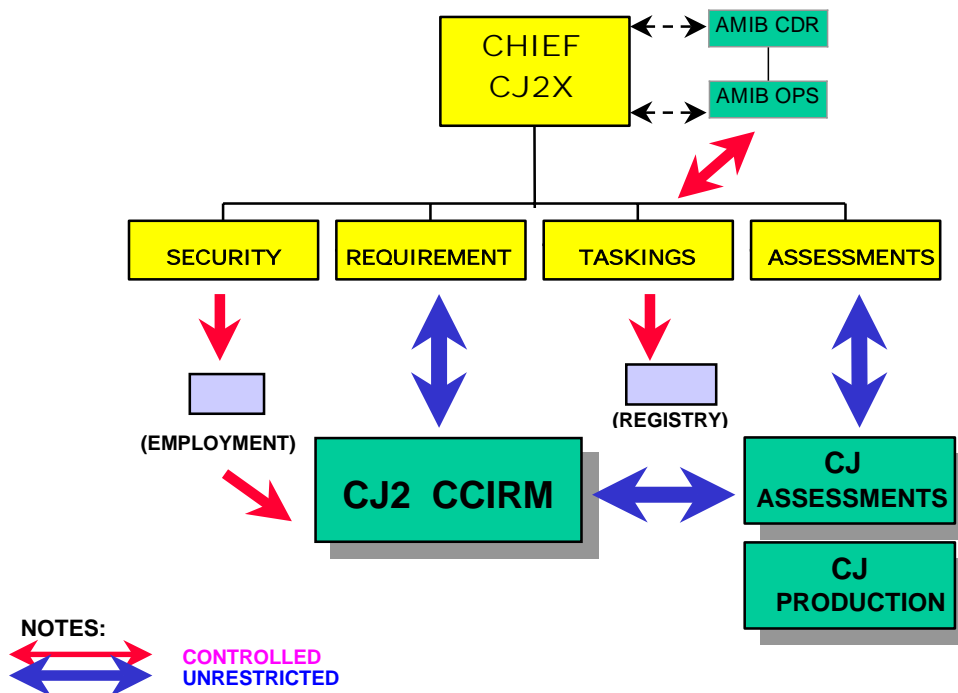 CHIEF
CJ2X
AMIB CDR
AMIB OPS
SECURITY
REQUIREMENT
TASKINGS
ASSESSMENTS
(EMPLOYMENT)
(REGISTRY)
CJ2 CCIRM
CJ
ASSESSMENTS
CJ
PRODUCTION
NOTES:
CONTROLLED
UNRESTRICTED